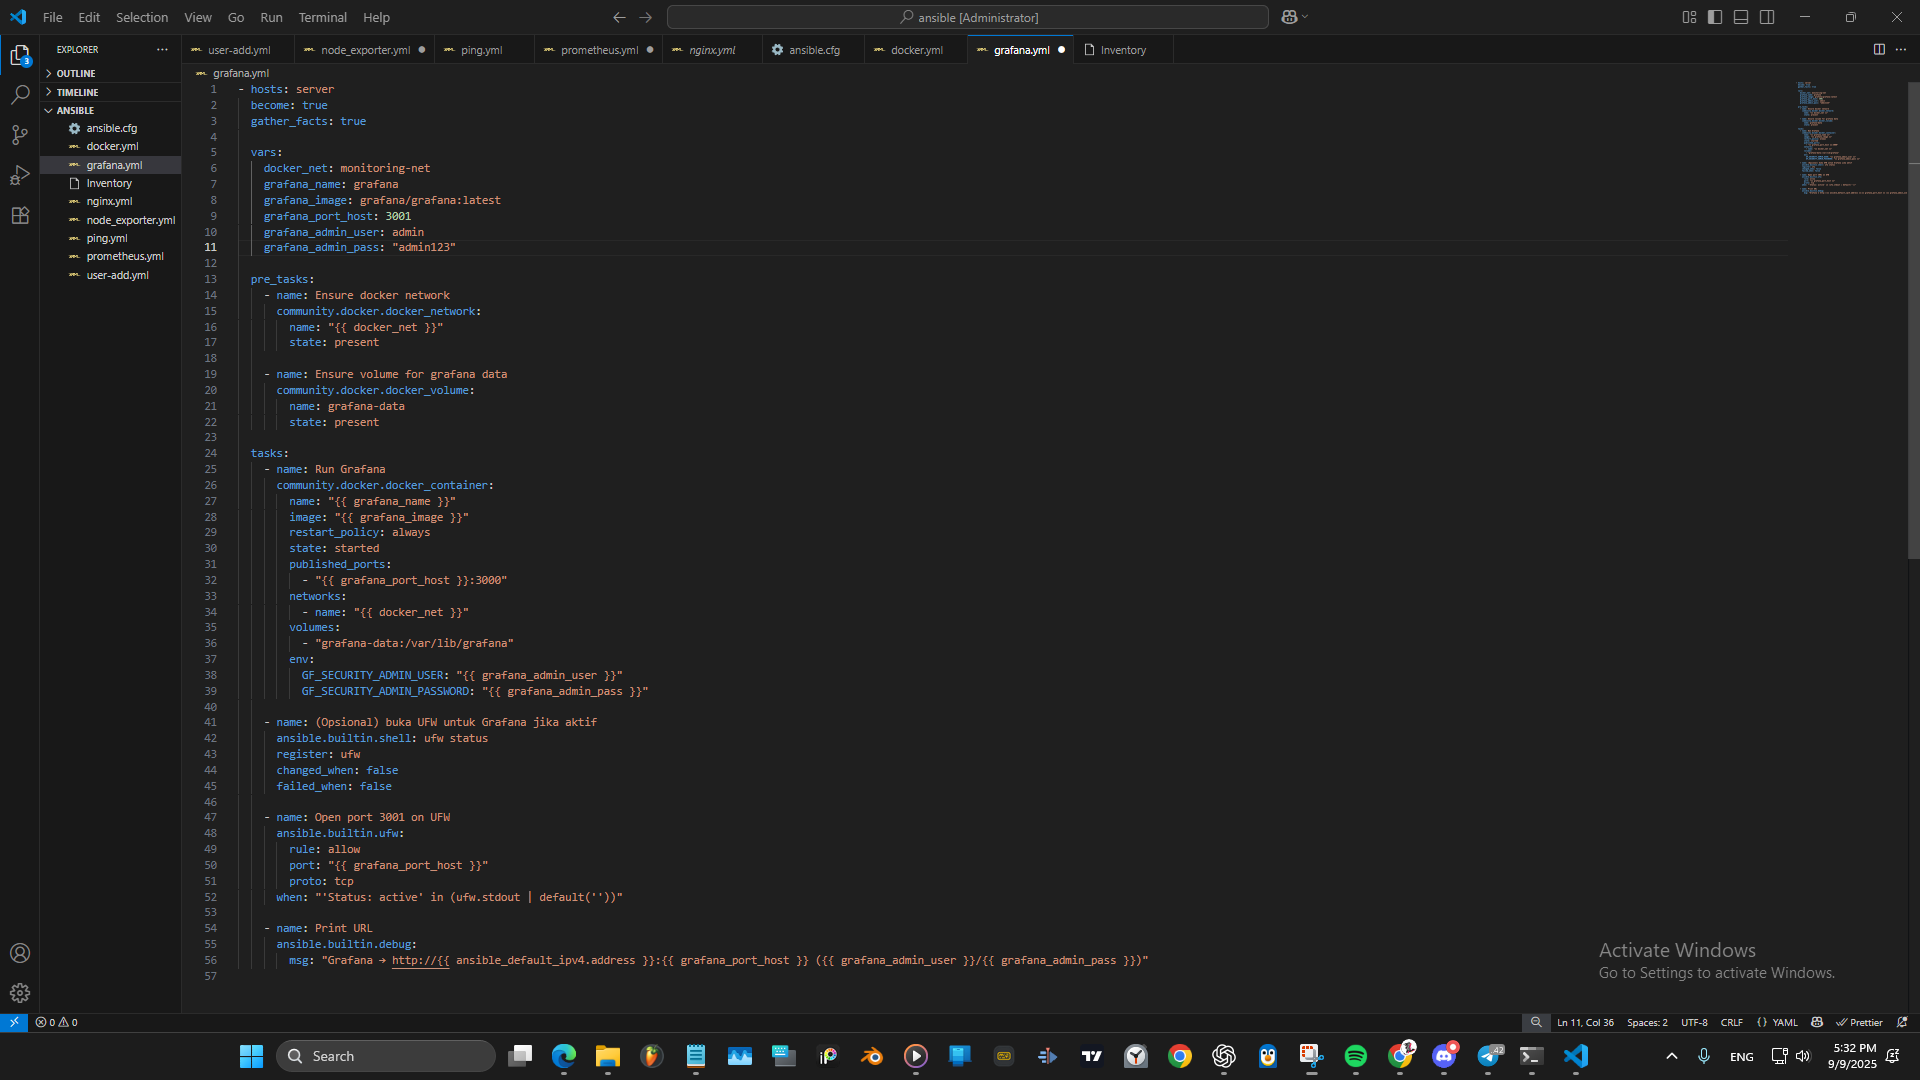 File Edit Selection View Go Run Terminal Help
ansible [Administrator]
EXPLORER
OUTLINE
TIMELINE
ANSIBLE
ansible.cfg
docker.yml
grafana.yml
Inventory
nginx.yml
node_exporter.yml
ping.yml
prometheus.yml
user-add.yml
3
user-add.yml node_exporter.yml ping.yml prometheus.yml nginx.yml ansible.cfg docker.yml grafana.yml Inventory
grafana.yml
1 - hosts: server
2 become: true
3 gather_facts: true
4
5 vars:
6 docker_net: monitoring-net
7 grafana_name: grafana
8 grafana_image: grafana/grafana:latest
9 grafana_port_host: 3001
10 grafana_admin_user: admin
11 grafana_admin_pass: "admin123"
12
13 pre_tasks:
14 - name: Ensure docker network
15 community.docker.docker_network:
16 name: "{{ docker_net }}"
17 state: present
18
19 - name: Ensure volume for grafana data
20 community.docker.docker_volume:
21 name: grafana-data
22 state: present
23
24 tasks:
25 - name: Run Grafana
26 community.docker.docker_container:
27 name: "{{ grafana_name }}"
28 image: "{{ grafana_image }}"
29 restart_policy: always
30 state: started
31 published_ports:
32 - "{{ grafana_port_host }}:3000"
33 networks:
34 - name: "{{ docker_net }}"
35 volumes:
36 - "grafana-data:/var/lib/grafana"
37 env:
38 GF_SECURITY_ADMIN_USER: "{{ grafana_admin_user }}"
39 GF_SECURITY_ADMIN_PASSWORD: "{{ grafana_admin_pass }}"
40
41 - name: (Opsional) buka UFW untuk Grafana jika aktif
42 ansible.builtin.shell: ufw status
43 register: ufw
44 changed_when: false
45 failed_when: false
46
47 - name: Open port 3001 on UFW
48 ansible.builtin.ufw:
49 rule: allow
50 port: "{{ grafana_port_host }}"
51 proto: tcp
52 when: "'Status: active' in (ufw.stdout | default(''))"
53
54 - name: Print URL
55 ansible.builtin.debug:
56 msg: "Grafana → http://{{ ansible_default_ipv4.address }}:{{ grafana_port_host }} ({{ grafana_admin_user }}/{{ grafana_admin_pass }})"
57
Activate Windows
Go to Settings to activate Windows.
0 0 Ln 11, Col 36 Spaces: 2 UTF-8 CRLF {} YAML Prettier
Search
42
ENG
5:32 PM
9/9/2025